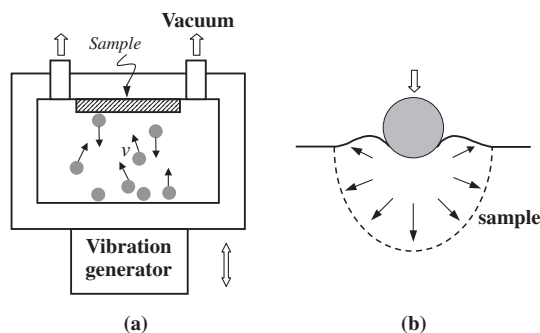 Vacuum
Sample
v
Vibration
generator
(a)
sample
(b)